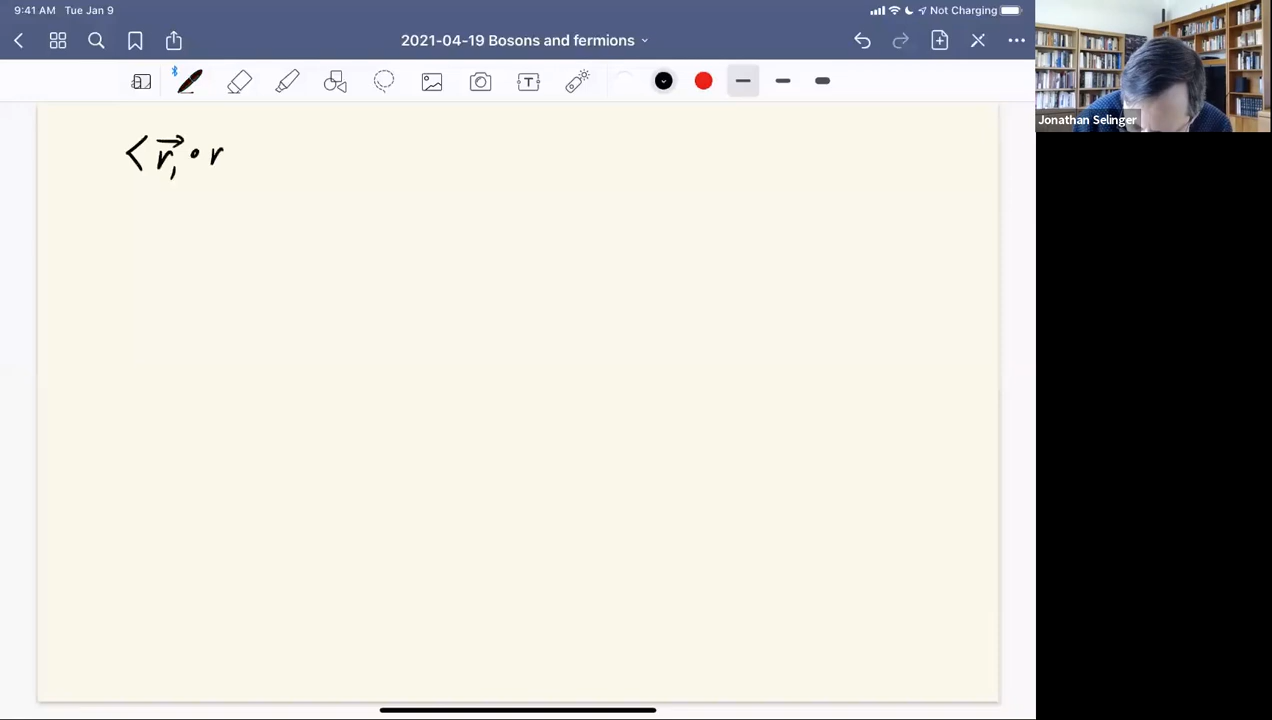 9:41 AM Tue Jan 9
Not Charging
2021-04-19 Bosons and fermions
T
Jonathan Selinger
< r⃗₁ • r